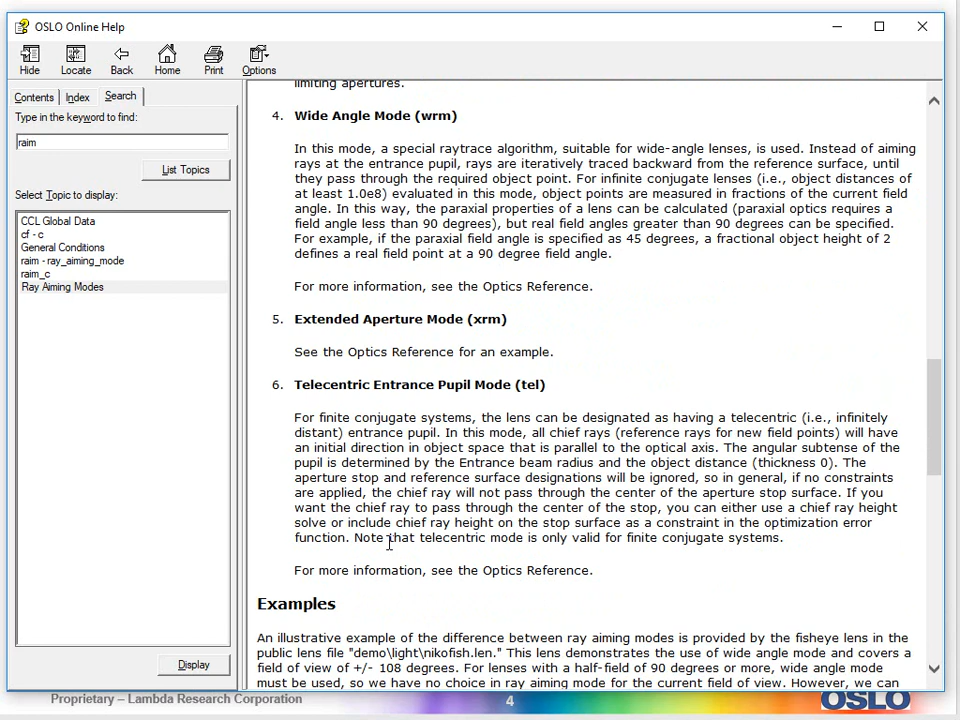 OSLO Online Help
Hide Locate Back Home Print Options
Contents Index Search
Type in the keyword to find:
raim
List Topics
Select Topic to display:
CCL Global Data
cf - c
General Conditions
raim - ray_aiming_mode
raim_c
Ray Aiming Modes
Display
limiting apertures.
4. Wide Angle Mode (wrm)
In this mode, a special raytrace algorithm, suitable for wide-angle lenses, is used. Instead of aiming
rays at the entrance pupil, rays are iteratively traced backward from the reference surface, until
they pass through the required object point. For infinite conjugate lenses (i.e., object distances of
at least 1.0e8) evaluated in this mode, object points are measured in fractions of the current field
angle. In this way, the paraxial properties of a lens can be calculated (paraxial optics requires a
field angle less than 90 degrees), but real field angles greater than 90 degrees can be specified.
For example, if the paraxial field angle is specified as 45 degrees, a fractional object height of 2
defines a real field point at a 90 degree field angle.
For more information, see the Optics Reference.
5. Extended Aperture Mode (xrm)
See the Optics Reference for an example.
6. Telecentric Entrance Pupil Mode (tel)
For finite conjugate systems, the lens can be designated as having a telecentric (i.e., infinitely
distant) entrance pupil. In this mode, all chief rays (reference rays for new field points) will have
an initial direction in object space that is parallel to the optical axis. The angular subtense of the
pupil is determined by the Entrance beam radius and the object distance (thickness 0). The
aperture stop and reference surface designations will be ignored, so in general, if no constraints
are applied, the chief ray will not pass through the center of the aperture stop surface. If you
want the chief ray to pass through the center of the stop, you can either use a chief ray height
solve or include chief ray height on the stop surface as a constraint in the optimization error
function. Note that telecentric mode is only valid for finite conjugate systems.
For more information, see the Optics Reference.
Examples
An illustrative example of the difference between ray aiming modes is provided by the fisheye lens in the
public lens file "demo\light\nikofish.len." This lens demonstrates the use of wide angle mode and covers a
field of view of +/- 108 degrees. For lenses with a half-field of 90 degrees or more, wide angle mode
must be used, so we have no choice in ray aiming mode for the current field of view. However, we can
Proprietary – Lambda Research Corporation
4
OSLO